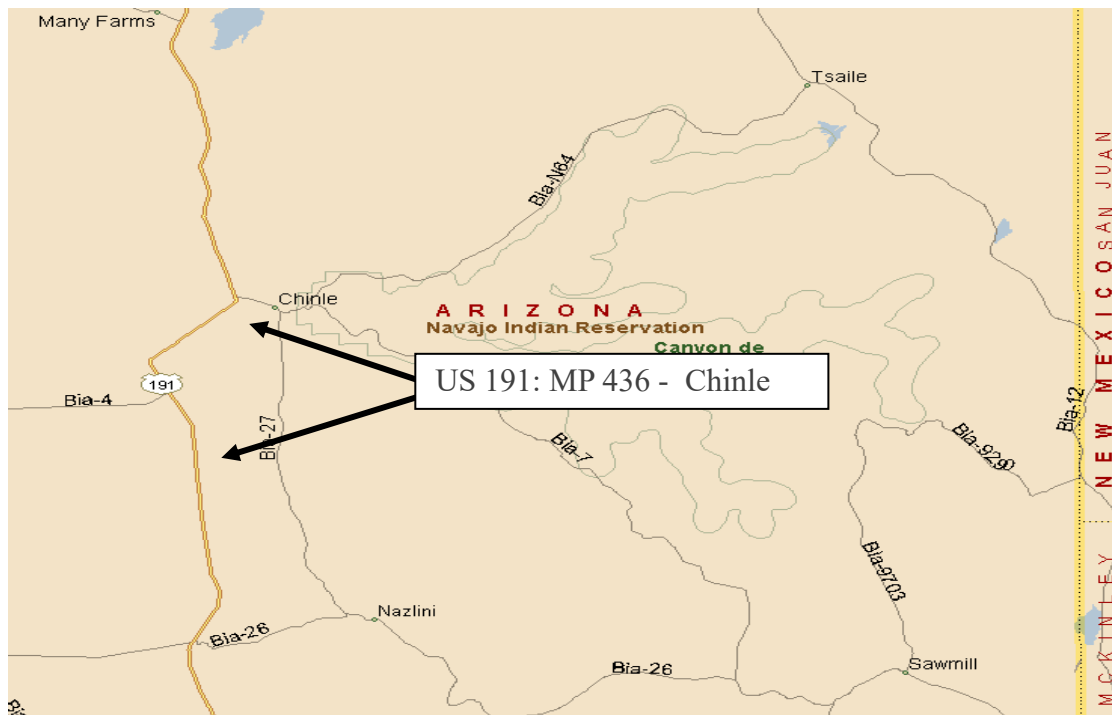 Many Farms
Tsaile
Bia-N64
Chinle
ARIZONA
Navajo Indian Reservation
Canyon de
US 191: MP 436 - Chinle
191
Bia-4
Bia-27
Bia-7
Bia-12
Bia-9290
Bia-9703
Nazlini
Bia-26
Bia-26
Sawmill
NEW MEXICO
SAN JUAN
MCKINLEY